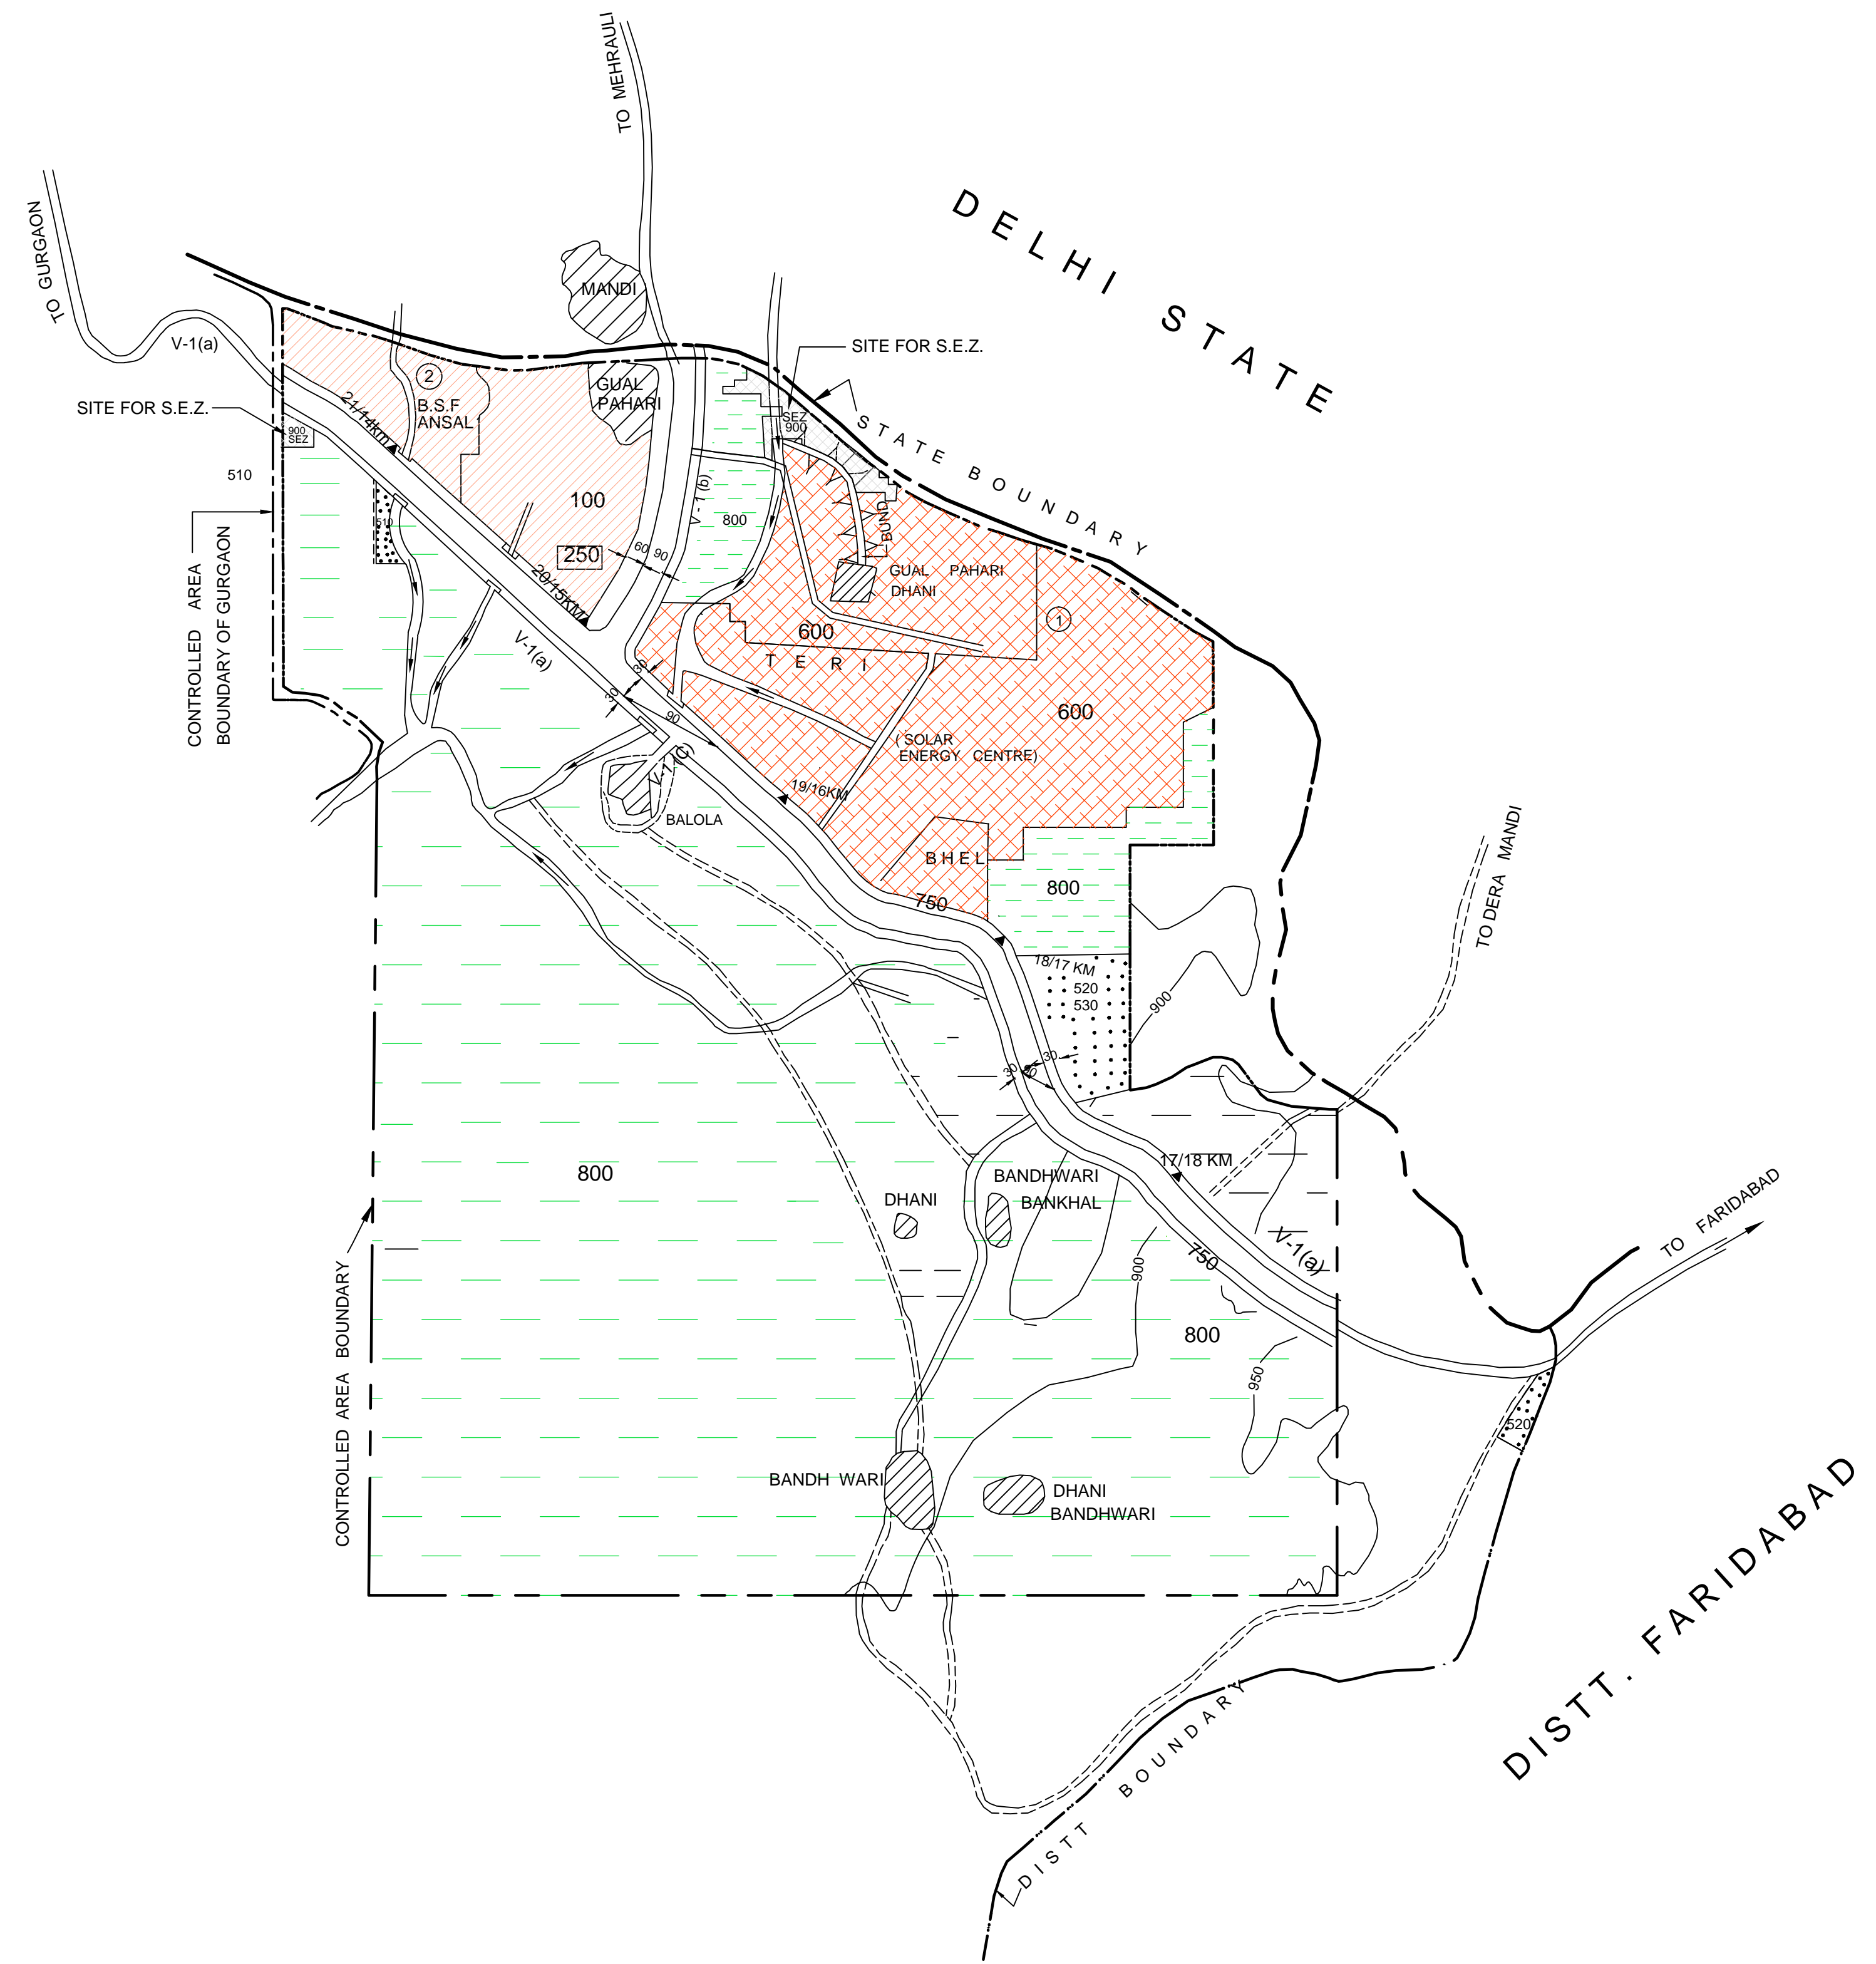 TO MEHRAULI
DELHI STATE
TO GURGAON
V-1(a)
MANDI
SITE FOR S.E.Z.
SITE FOR S.E.Z.
STATE BOUNDARY
2
B.S.F
ANSAL
GUAL
PAHARI
21/14km
900
SEZ
SEZ
900
510
510
100
250
V-1(b)
800
60
90
BUND
GUAL PAHARI
DHANI
1
20/15KM
600
TERI
V-1(a)
CONTROLLED AREA
BOUNDARY OF GURGAON
30
30
90
600
( SOLAR
ENERGY CENTRE)
V-1(C)
19/16KM
BALOLA
BHEL
750
800
TO DERA MANDI
18/17 KM
520
530
900
30
30
90
800
17/18 KM
BANDHWARI
BANKHAL
DHANI
TO FARIDABAD
V-1(a)
750
900
800
950
CONTROLLED AREA BOUNDARY
520
BANDH WARI
DHANI
BANDHWARI
DISTT. FARIDABAD
DISTT BOUNDARY